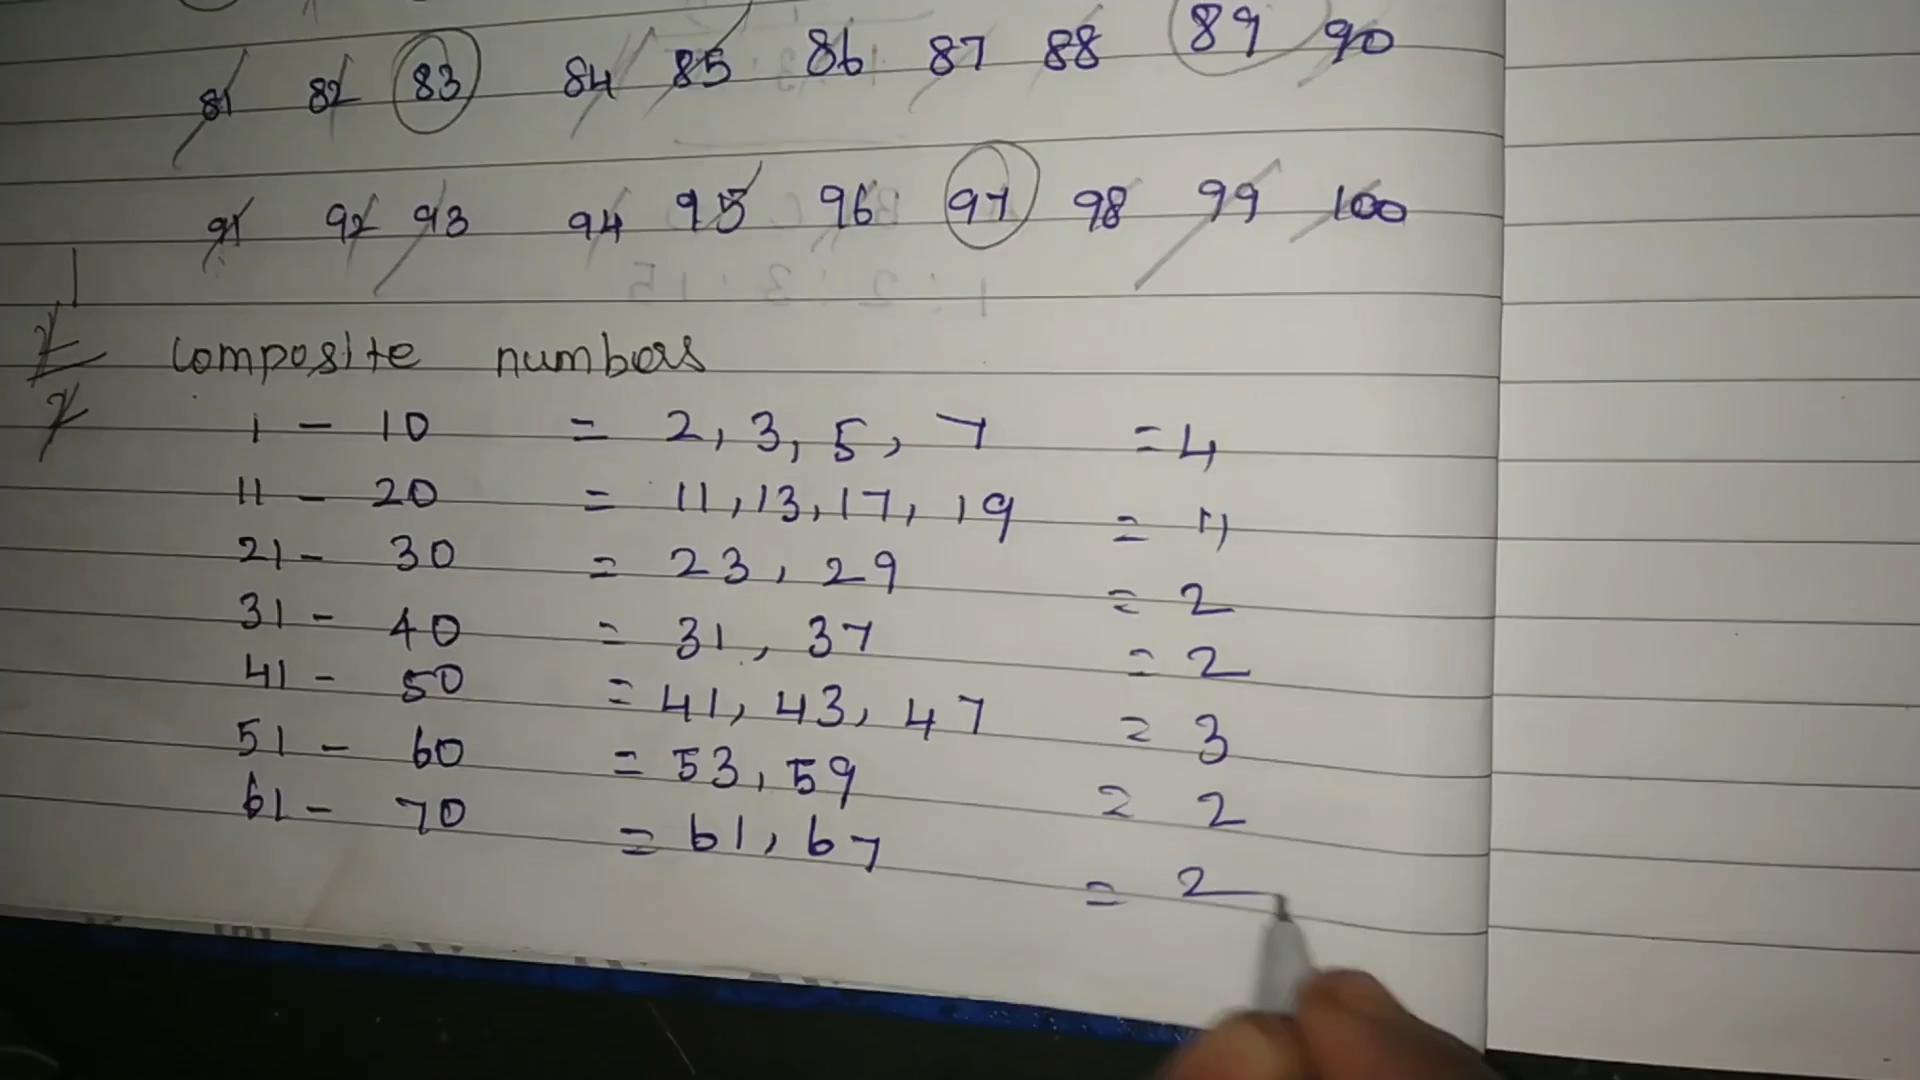 81 82 83 84 85 86 87 88 89 90
91 92 93 94 95 96 97 98 99 100
composite numbers
1 - 10 = 2, 3, 5, 7 = 4
11 - 20 = 11, 13, 17, 19 = 4
21 - 30 = 23, 29 = 2
31 - 40 = 31, 37 = 2
41 - 50 = 41, 43, 47 = 3
51 - 60 = 53, 59 = 2
61 - 70 = 61, 67 = 2